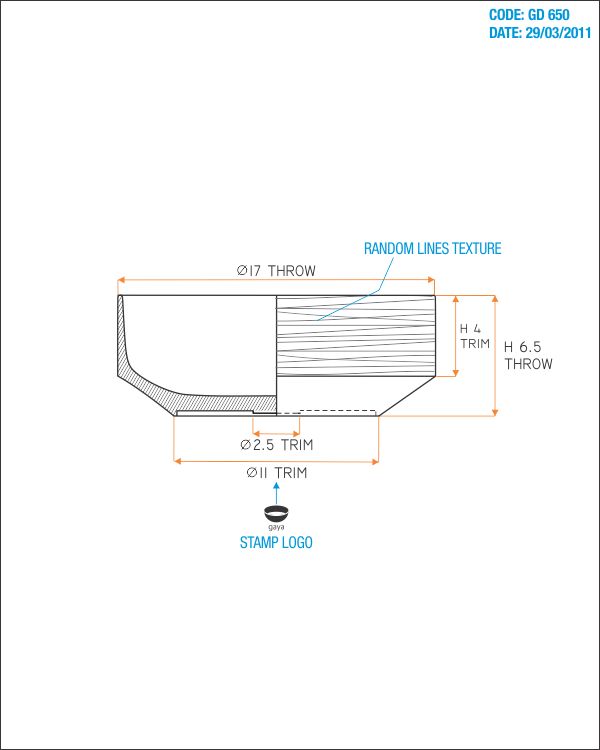 CODE: GD 650
DATE: 29/03/2011
RANDOM LINES TEXTURE
Ø17 THROW
H 4
TRIM
H 6.5
THROW
Ø2.5 TRIM
Ø11 TRIM
gaya
STAMP LOGO